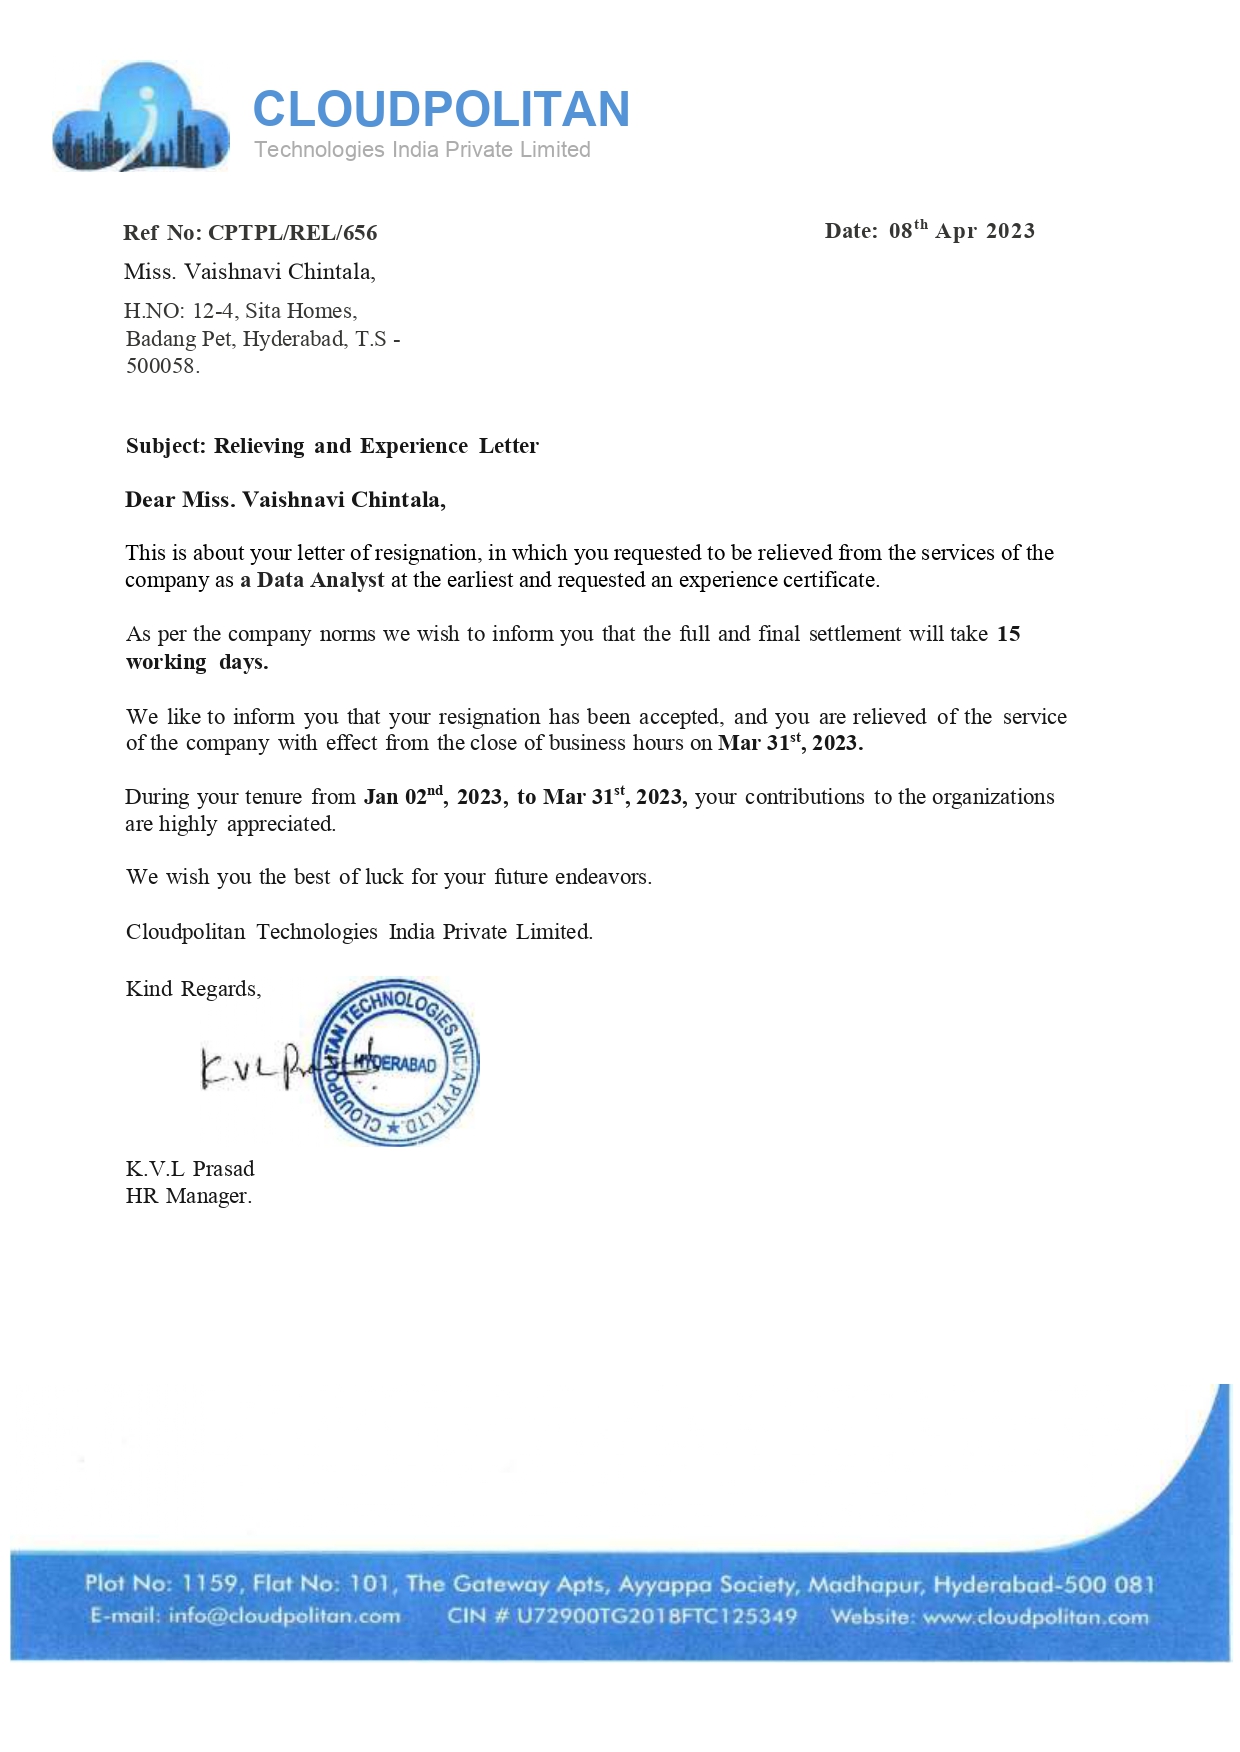 CLOUDPOLITAN
Technologies India Private Limited
Ref No: CPTPL/REL/656
Date: 08th Apr 2023
Miss. Vaishnavi Chintala,
H.NO: 12-4, Sita Homes,
Badang Pet, Hyderabad, T.S -
500058.
Subject: Relieving and Experience Letter
Dear Miss. Vaishnavi Chintala,
This is about your letter of resignation, in which you requested to be relieved from the services of the
company as a Data Analyst at the earliest and requested an experience certificate.
As per the company norms we wish to inform you that the full and final settlement will take 15
working days.
We like to inform you that your resignation has been accepted, and you are relieved of the service
of the company with effect from the close of business hours on Mar 31st, 2023.
During your tenure from Jan 02nd, 2023, to Mar 31st, 2023, your contributions to the organizations
are highly appreciated.
We wish you the best of luck for your future endeavors.
Cloudpolitan Technologies India Private Limited.
Kind Regards,
K.V.L Prasad
CLOUDPOLITAN TECHNOLOGIES INDIA PVT. LTD. ★
HYDERABAD
K.V.L Prasad
HR Manager.
Plot No: 1159, Flat No: 101, The Gateway Apts, Ayyappa Society, Madhapur, Hyderabad-500 081
E-mail: info@cloudpolitan.com CIN # U72900TG2018FTC125349 Website: www.cloudpolitan.com